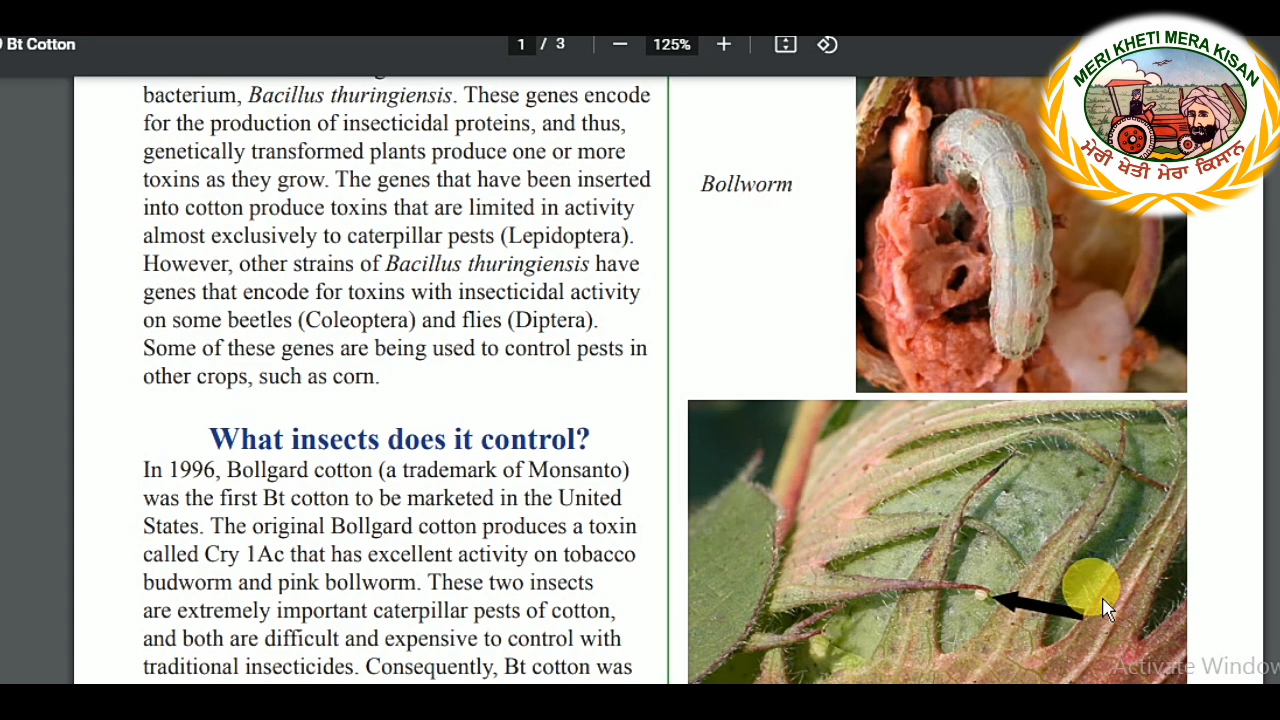 Bt Cotton
1 / 3
125%
bacterium, Bacillus thuringiensis. These genes encode
for the production of insecticidal proteins, and thus,
genetically transformed plants produce one or more
toxins as they grow. The genes that have been inserted
into cotton produce toxins that are limited in activity
almost exclusively to caterpillar pests (Lepidoptera).
However, other strains of Bacillus thuringiensis have
genes that encode for toxins with insecticidal activity
on some beetles (Coleoptera) and flies (Diptera).
Some of these genes are being used to control pests in
other crops, such as corn.
What insects does it control?
In 1996, Bollgard cotton (a trademark of Monsanto)
was the first Bt cotton to be marketed in the United
States. The original Bollgard cotton produces a toxin
called Cry 1Ac that has excellent activity on tobacco
budworm and pink bollworm. These two insects
are extremely important caterpillar pests of cotton,
and both are difficult and expensive to control with
traditional insecticides. Consequently, Bt cotton was
Bollworm
MERI KHETI MERA KISAN
ਮੇਰੀ ਖੇਤੀ ਮੇਰਾ ਕਿਸਾਨ
Activate Window